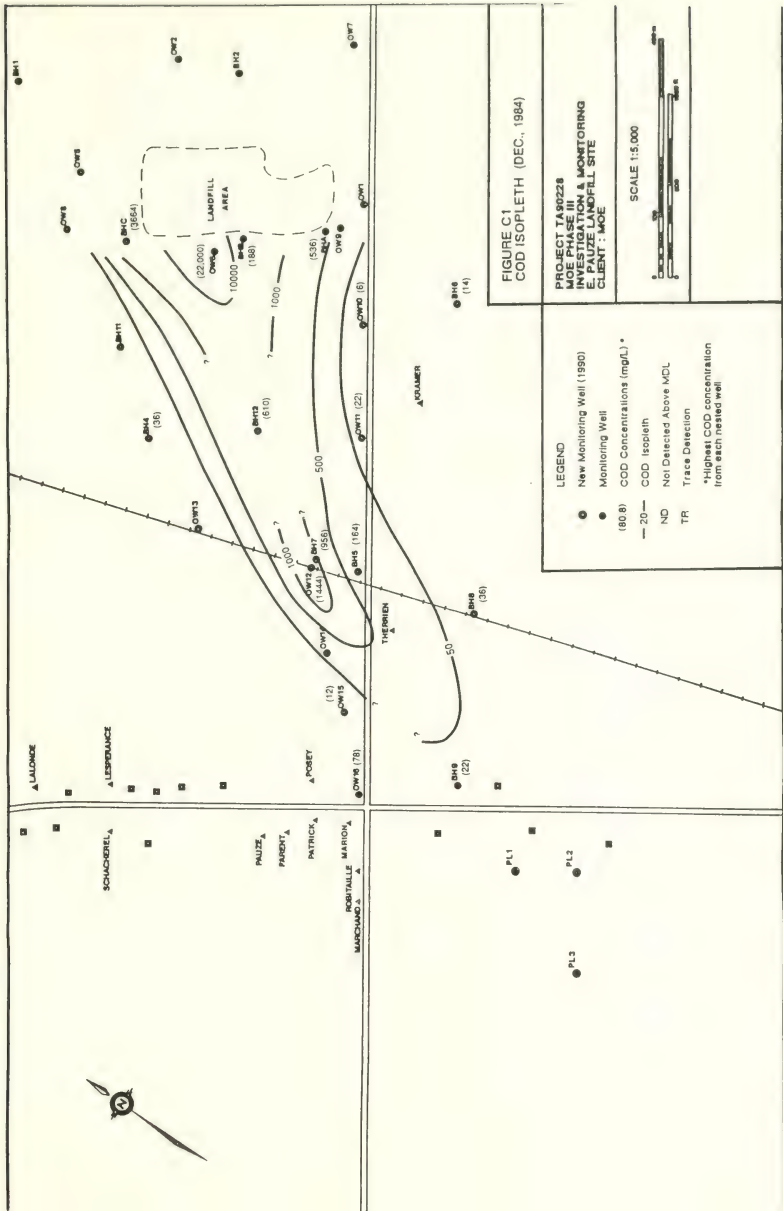 BH1
OW2
BH2
OW7
OW5
OW8
BHC
(3664)
LANDFILL
AREA
(22,000)
OW6
10000
BHB
(188)
(536)
BHA
OW9
OW1
BH11
1000
?
?
OW10 (6)
BH4
(36)
BH12
(610)
OW11 (22)
500
KRAMER
BH6
(14)
OW13
?
1000
?
OW12
(1444)
BH7
(956)
BH5 (164)
THERRIEN
50
BH8
(36)
OW14
(12)
OW15
?
?
OW16 (78)
BH9
(22)
LALONDE
LESPERANCE
POSEY
SCHACHEREL
PAUZE
PARENT
PATRICK
MARION
ROBITAILLE
MARCHAND
PL1
PL2
PL3
N
LEGEND
New Monitoring Well (1990)
Monitoring Well
(80.8) COD Concentrations (mg/L) *
—20— COD Isopleth
ND Not Detected Above MDL
TR Trace Detection
*Highest COD concentration
from each nested well
FIGURE C1
COD ISOPLETH (DEC., 1984)
PROJECT TA90228
MOE PHASE III
INVESTIGATION & MONITORING
E. PAUZE LANDFILL SITE
CLIENT : MOE
SCALE 1:5,000